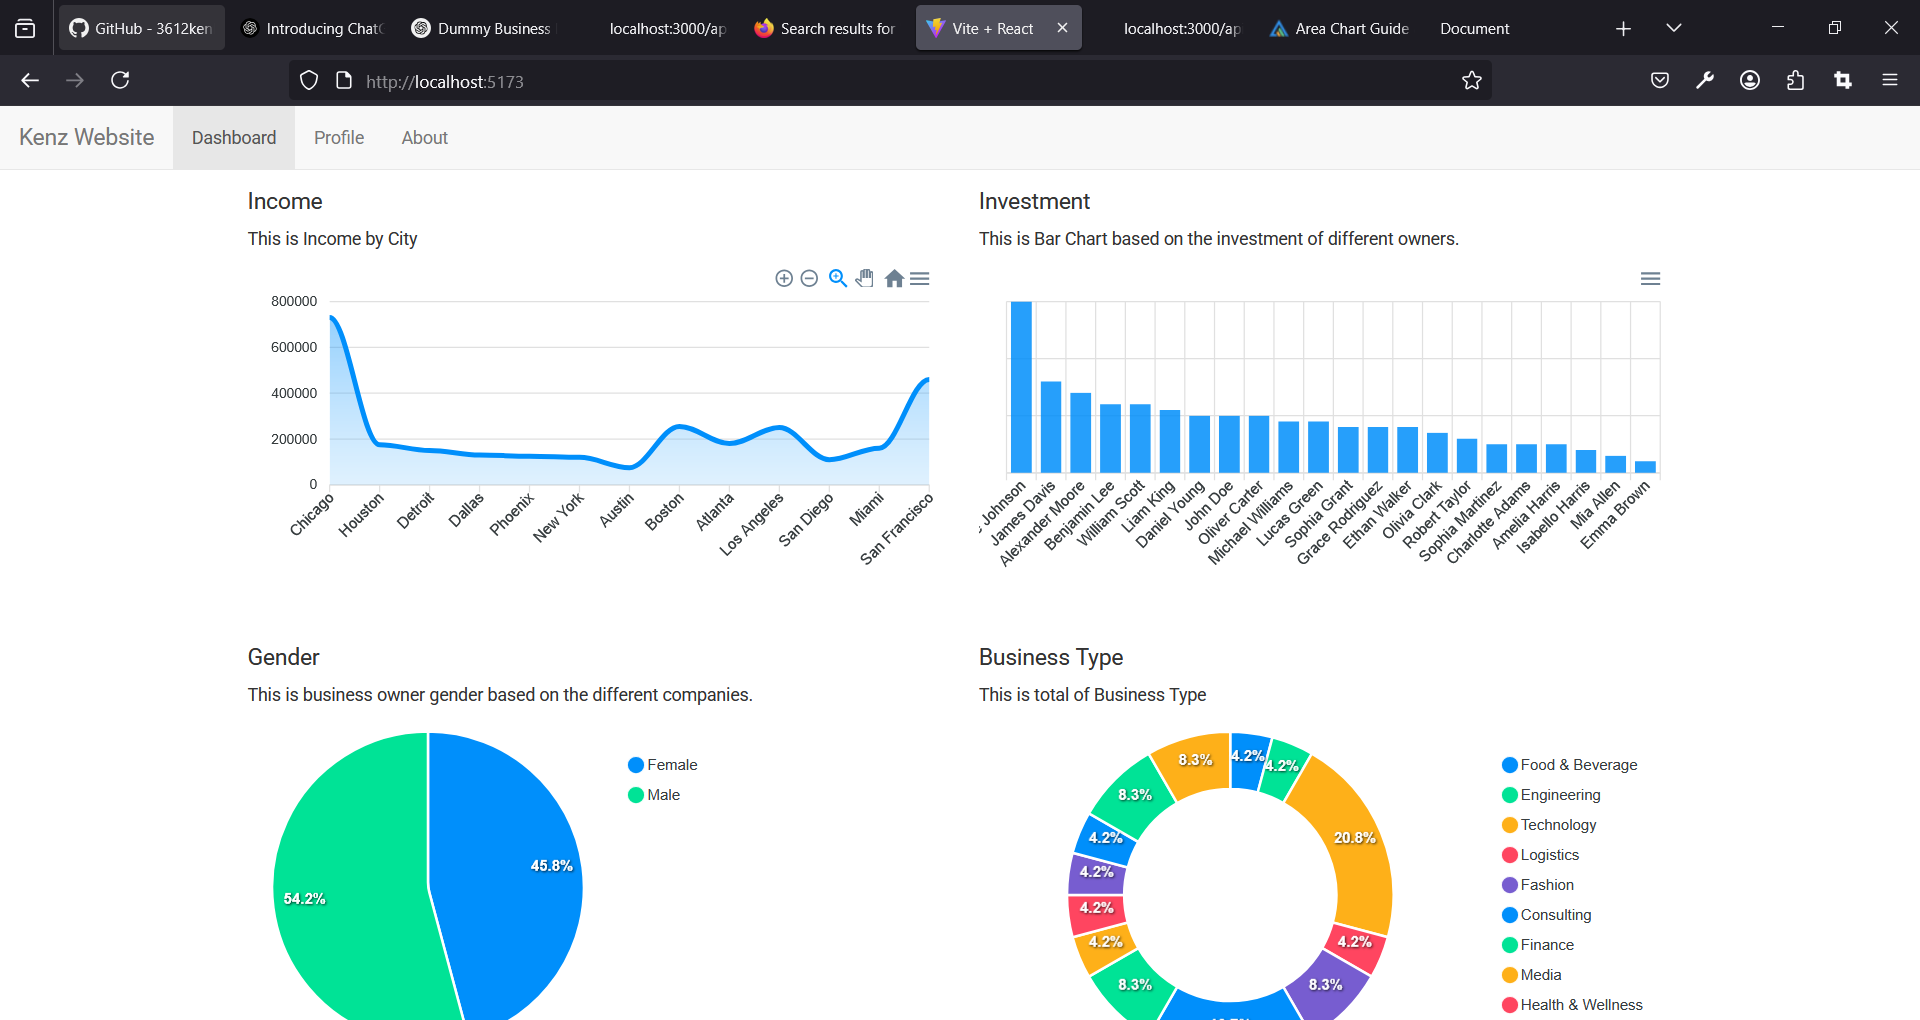 GitHub - 3612ken
Introducing ChatG
Dummy Business
localhost:3000/ap
Search results for
Vite + React
localhost:3000/ap
Area Chart Guide
Document
http://localhost:5173
Kenz Website
Dashboard
Profile
About
Income
This is Income by City
800000
600000
400000
200000
0
Chicago
Houston
Detroit
Dallas
Phoenix
New York
Austin
Boston
Atlanta
Los Angeles
San Diego
Miami
San Francisco
Investment
This is Bar Chart based on the investment of different owners.
Johnson
James Davis
Alexander Moore
Benjamin Lee
William Scott
Liam King
Daniel Young
John Doe
Oliver Carter
Michael Williams
Lucas Green
Sophia Grant
Grace Rodriguez
Ethan Walker
Olivia Clark
Robert Taylor
Sophia Martinez
Charlotte Adams
Amelia Harris
Isabello Harris
Mia Allen
Emma Brown
Gender
This is business owner gender based on the different companies.
45.8%
54.2%
Female
Male
Business Type
This is total of Business Type
4.2%
4.2%
20.8%
4.2%
8.3%
8.3%
4.2%
4.2%
4.2%
4.2%
8.3%
8.3%
Food & Beverage
Engineering
Technology
Logistics
Fashion
Consulting
Finance
Media
Health & Wellness